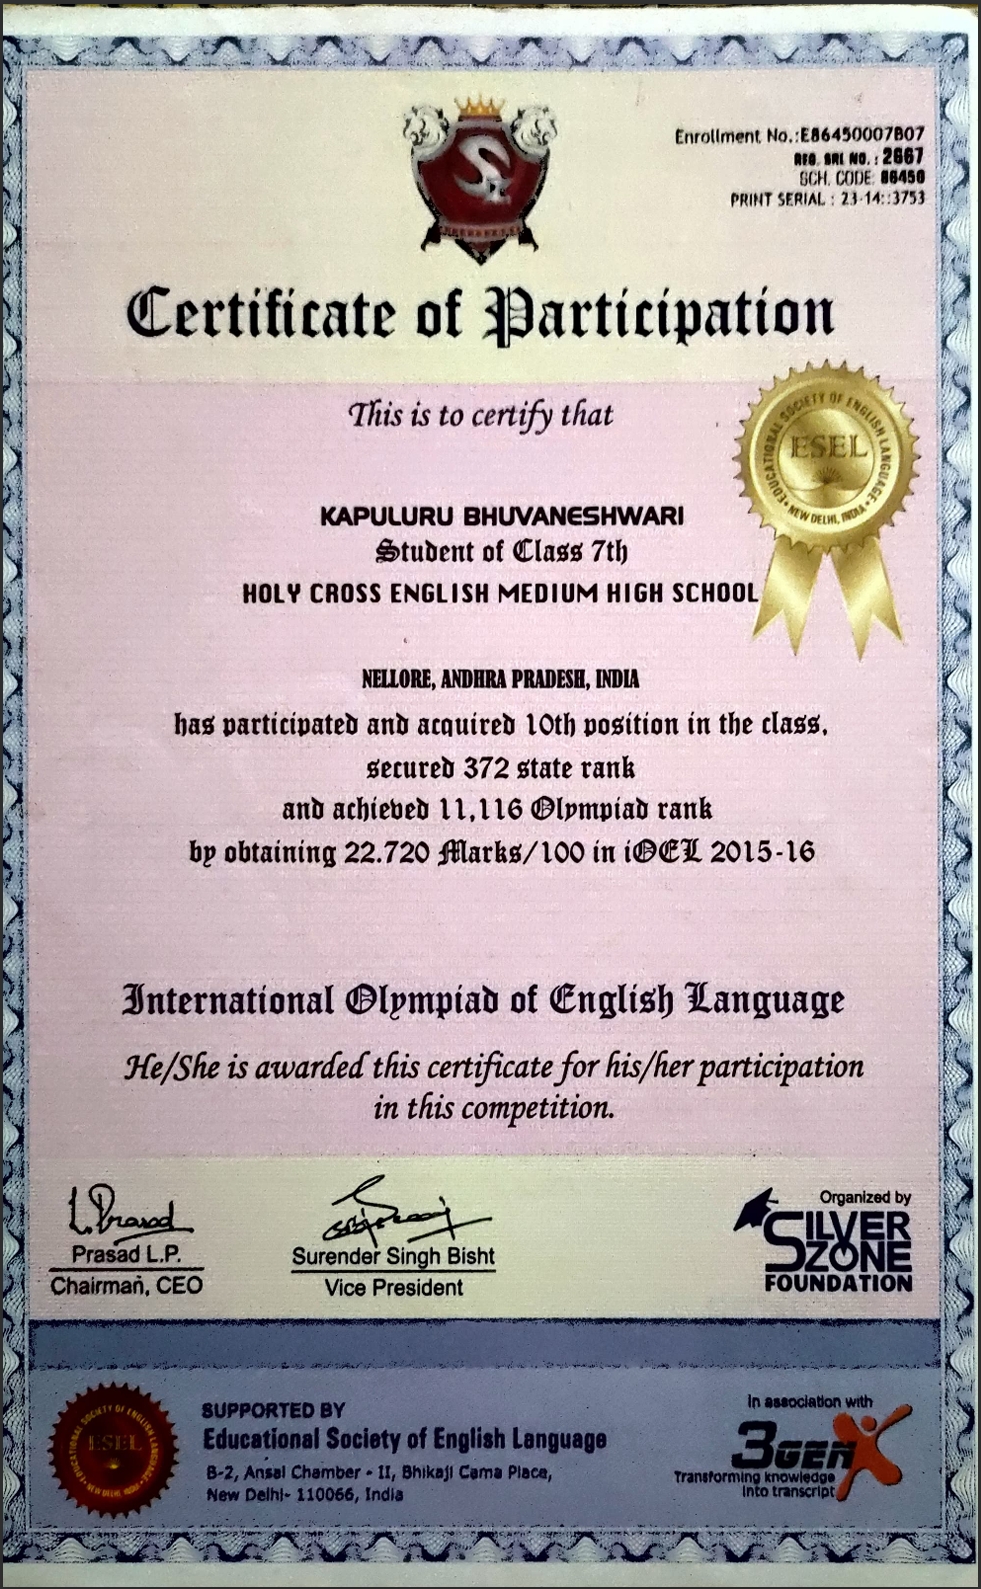 Enrollment No.:E86450007B07
REG. SRL NO. : 2667
SCH. CODE: 86450
PRINT SERIAL : 23-14::3753
Certificate of Participation
This is to certify that
EDUCATIONAL SOCIETY OF ENGLISH LANGUAGE
ESEL
NEW DELHI, INDIA
KAPULURU BHUVANESHWARI
Student of Class 7th
HOLY CROSS ENGLISH MEDIUM HIGH SCHOOL
NELLORE, ANDHRA PRADESH, INDIA
has participated and acquired 10th position in the class,
secured 372 state rank
and achieved 11,116 Olympiad rank
by obtaining 22.720 Marks/100 in iOEL 2015-16
International Olympiad of English Language
He/She is awarded this certificate for his/her participation
in this competition.
L. Prasad
Prasad L.P.
Chairman, CEO
Surender Singh Bisht
Vice President
Organized by
SILVER
ZONE
FOUNDATION
EDUCATIONAL SOCIETY OF ENGLISH LANGUAGE
ESEL
NEW DELHI, INDIA
SUPPORTED BY
Educational Society of English Language
B-2, Ansal Chamber - II, Bhikaji Cama Place,
New Delhi- 110066, India
In association with
3GENX
Transforming knowledge
into transcript